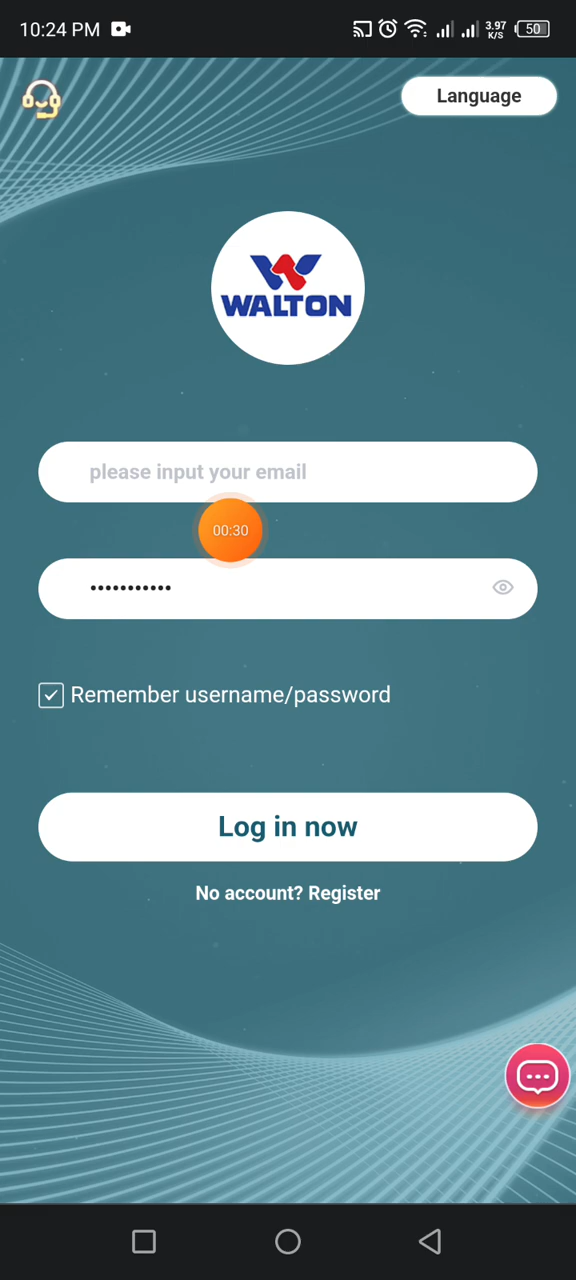 10:24 PM
3.97
K/S
50
Language
WALTON
please input your email
00:30
•••••••••••
Remember username/password
Log in now
No account? Register